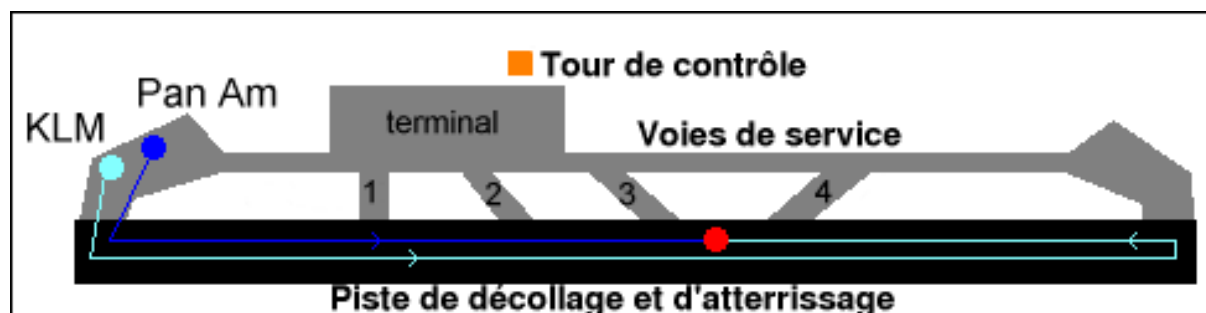 Tour de contrôle
Pan Am
KLM
terminal
Voies de service
1
2
3
4
Piste de décollage et d'atterrissage